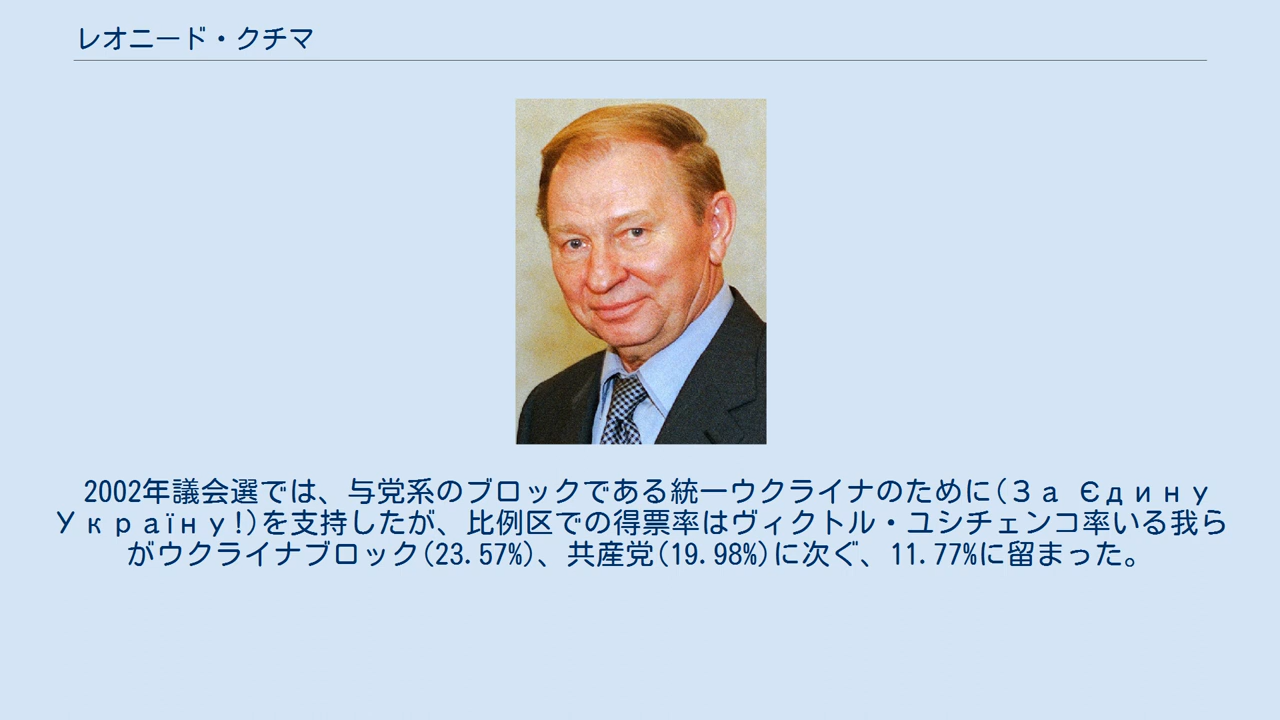 レオニード・クチマ
2002年議会選では、与党系のブロックである統一ウクライナのために(За Єдину
Україну!)を支持したが、比例区での得票率はヴィクトル・ユシチェンコ率いる我ら
がウクライナブロック(23.57%)、共産党(19.98%)に次ぐ、11.77%に留まった。